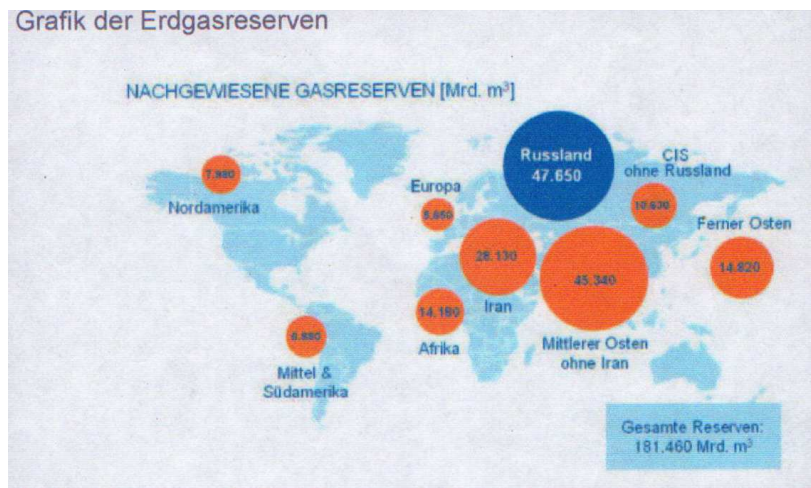 Grafik der Erdgasreserven
NACHGEWIESENE GASRESERVEN [Mrd. m³]
Russland
47.650
CIS
ohne Russland
10.630
7.980
Nordamerika
Europa
Ferner Osten
14.820
28.130
Iran
45.340
Mittlerer Osten
ohne Iran
14.180
Afrika
6.880
Mittel &
Südamerika
Gesamte Reserven:
181.460 Mrd. m³